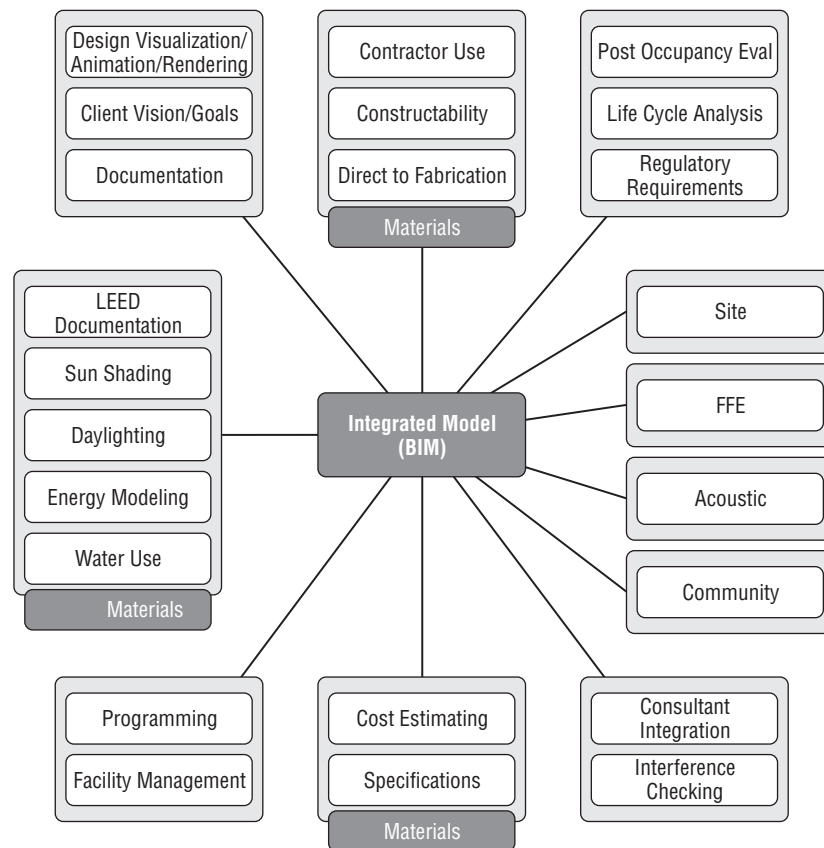 Design Visualization/
Animation/Rendering
Client Vision/Goals
Documentation
Contractor Use
Constructability
Direct to Fabrication
Materials
Post Occupancy Eval
Life Cycle Analysis
Regulatory
Requirements
LEED
Documentation
Sun Shading
Daylighting
Energy Modeling
Water Use
Materials
Integrated Model
(BIM)
Site
FFE
Acoustic
Community
Programming
Facility Management
Cost Estimating
Specifications
Materials
Consultant
Integration
Interference
Checking